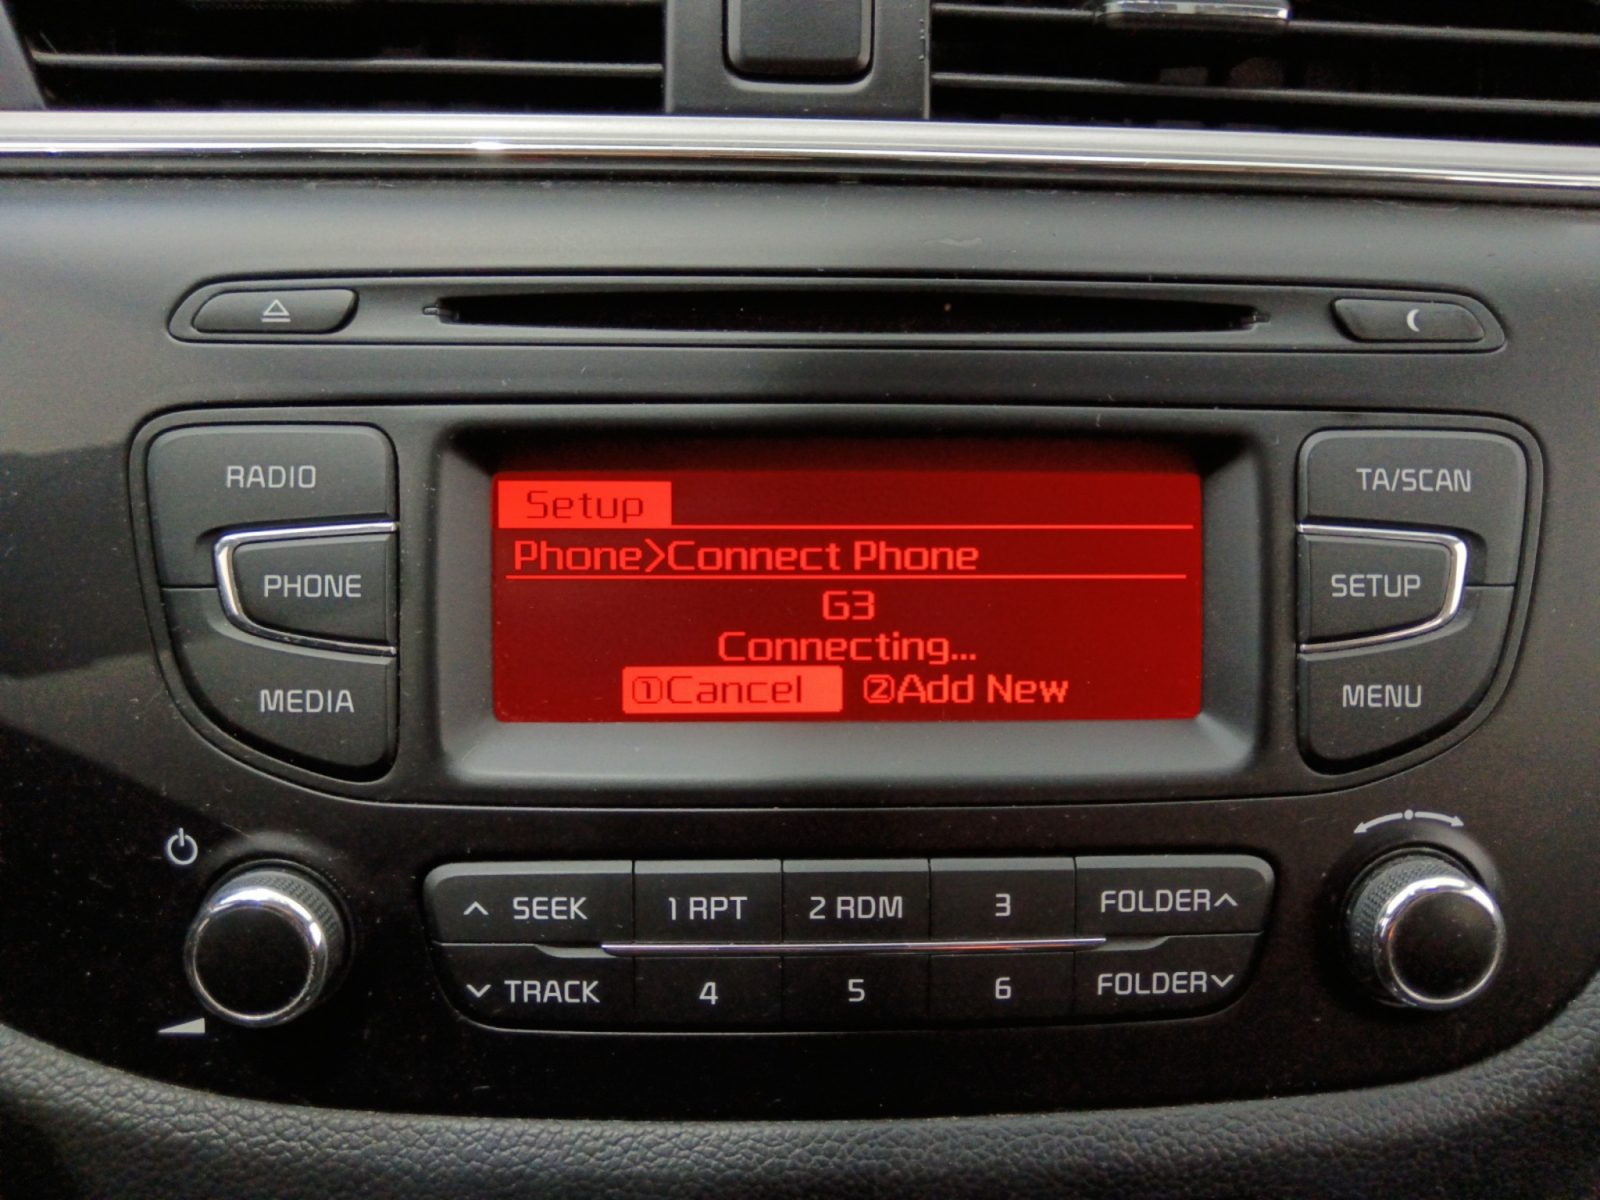 RADIO
PHONE
MEDIA
Setup
Phone>Connect Phone
G3
Connecting...
①Cancel ②Add New
TA/SCAN
SETUP
MENU
SEEK 1 RPT 2 RDM 3 FOLDER
TRACK 4 5 6 FOLDER